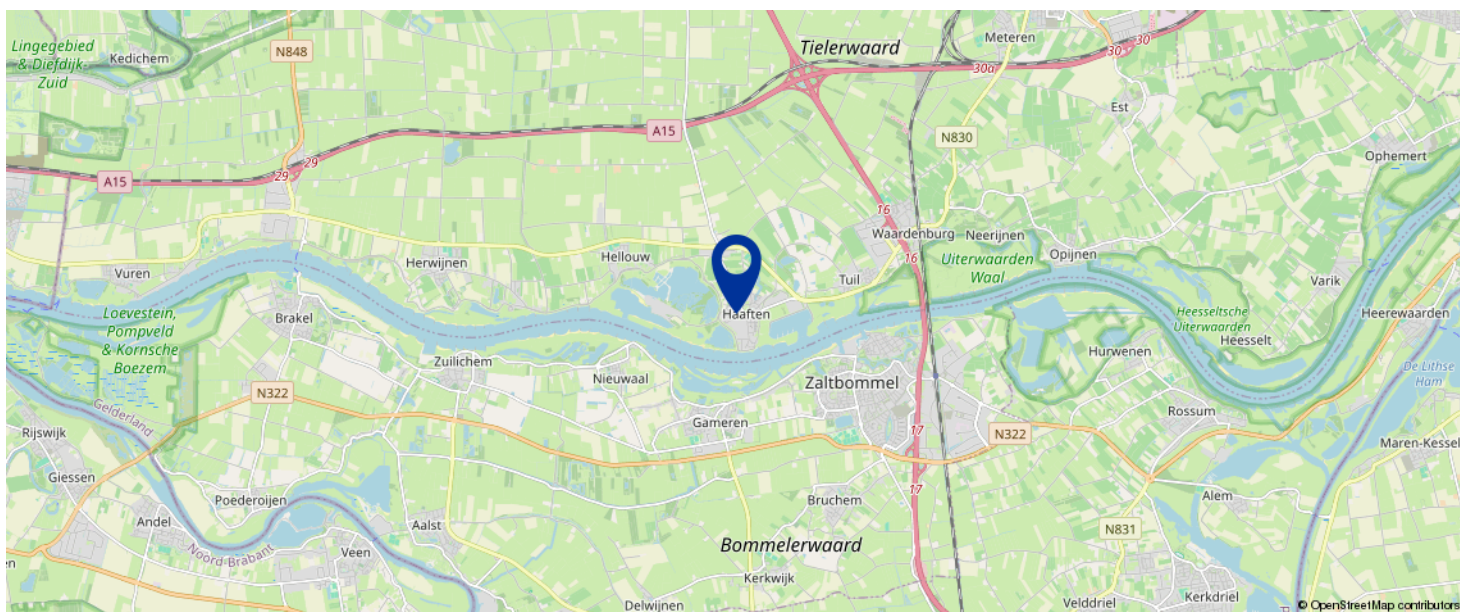 Lingegebied
& Diefdijk-
Zuid
Kedichem
N848
Tielerwaard
Meteren
30
30
30a
Est
A15
N830
Ophemert
29
29
A15
16
Waardenburg
Neerijnen
16
Uiterwaarden
Waal
Opijnen
Hellouw
Herwijnen
Vuren
Tuil
Varik
Haaften
Heesseltsche
Uiterwaarden
Heesselt
Heerewaarden
Loevestein,
Pompveld
& Kornsche
Boezem
Brakel
Zuilichem
Nieuwaal
Zaltbommel
Hurwenen
De Lithse
Ham
N322
Gelderland
Gameren
17
N322
Rossum
Rijswijk
Maren-Kessel
Giessen
Poederoijen
17
Bruchem
Alem
Andel
Aalst
N831
Noord-Brabant
Veen
Bommelerwaard
Kerkwijk
Delwijnen
Velddriel
Kerkdriel
© OpenStreetMap contributors